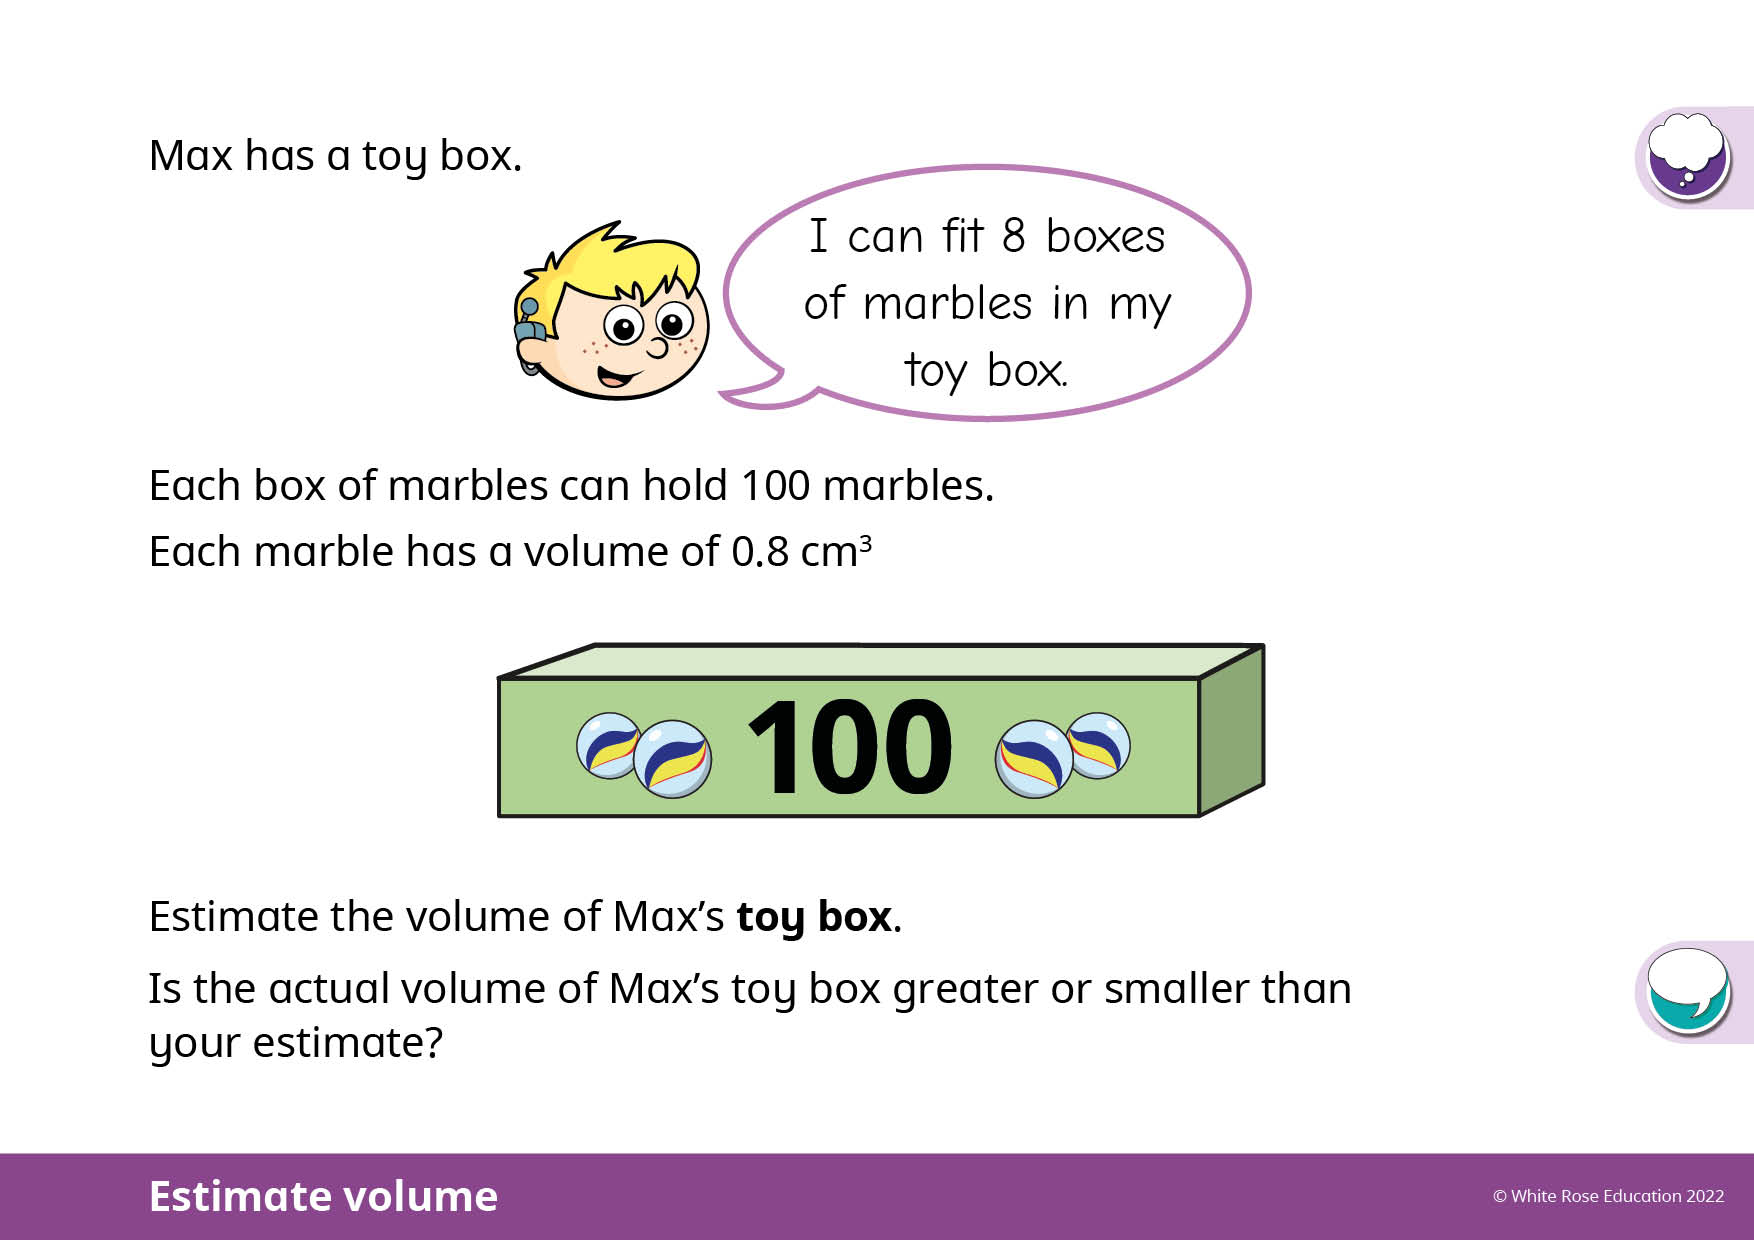 Max has a toy box.
I can fit 8 boxes
of marbles in my
toy box.
Each box of marbles can hold 100 marbles.
Each marble has a volume of 0.8 cm³
100
Estimate the volume of Max’s toy box.
Is the actual volume of Max’s toy box greater or smaller than
your estimate?
Estimate volume
© White Rose Education 2022